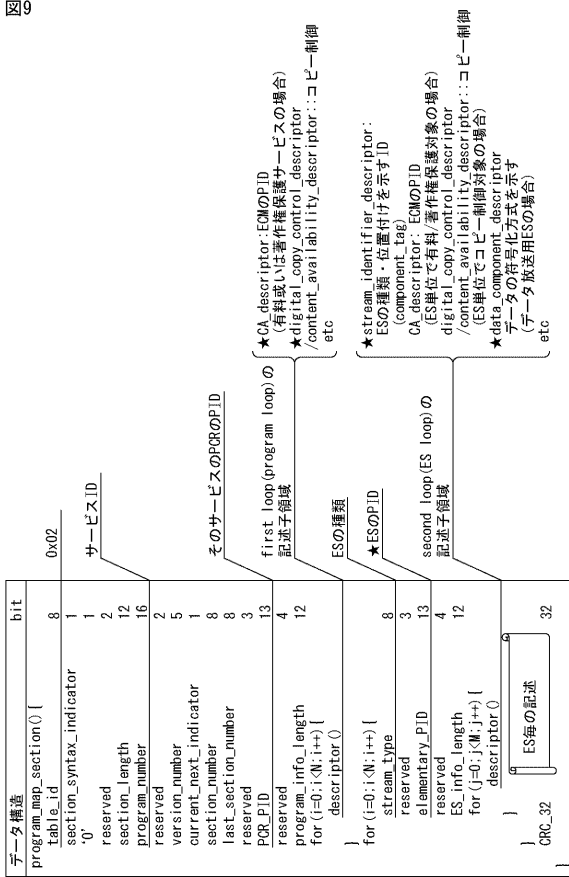 図9
データ構造 bit
program_map_section() {
table_id 8 0x02
section_syntax_indicator 1
'0' 1
reserved 2
section_length 12
program_number 16 サービスID
reserved 2
version_number 5
current_next_indicator 1
section_number 8
last_section_number 8
reserved 3
PCR_PID 13 そのサービスのPCRのPID
reserved 4
program_info_length 12
for(i=0;i<N;i++) {
descriptor()
}
first loop(program loop)の
記述子領域
★CA_descriptor:ECMのPID
(有料或いは著作権保護サービスの場合)
★digital_copy_control_descriptor
/content_availability_descriptor::コピー制御
etc
for(i=0;i<N;i++) {
stream_type 8 ESの種類
reserved 3
elementary_PID 13 ★ESのPID
reserved 4
ES_info_length 12
for(j=0;j<M;j++) {
descriptor()
second loop(ES loop)の
記述子領域
★stream_identifier_descriptor:
ESの種類・位置付けを示すID
(component_tag)
CA_descriptor: ECMのPID
(ES単位で有料/著作権保護対象の場合)
digital_copy_control_descriptor
/content_availability_descriptor::コピー制御
(ES単位でコピー制御対象の場合)
★data_component_descriptor
データの符号化方式を示す
(データ放送用ESの場合)
etc
ES毎の記述
}
}
CRC_32 32
}